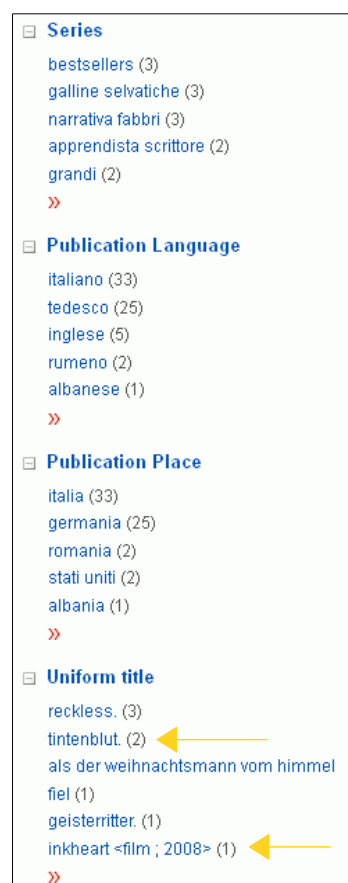 Series
bestsellers (3)
galline selvatiche (3)
narrativa fabbri (3)
apprendista scrittore (2)
grandi (2)
»
Publication Language
italiano (33)
tedesco (25)
inglese (5)
rumeno (2)
albanese (1)
»
Publication Place
italia (33)
germania (25)
romania (2)
stati uniti (2)
albania (1)
»
Uniform title
reckless. (3)
tintenblut. (2)
als der weihnachtsmann vom himmel
fiel (1)
geisterritter. (1)
inkheart <film ; 2008> (1)
»